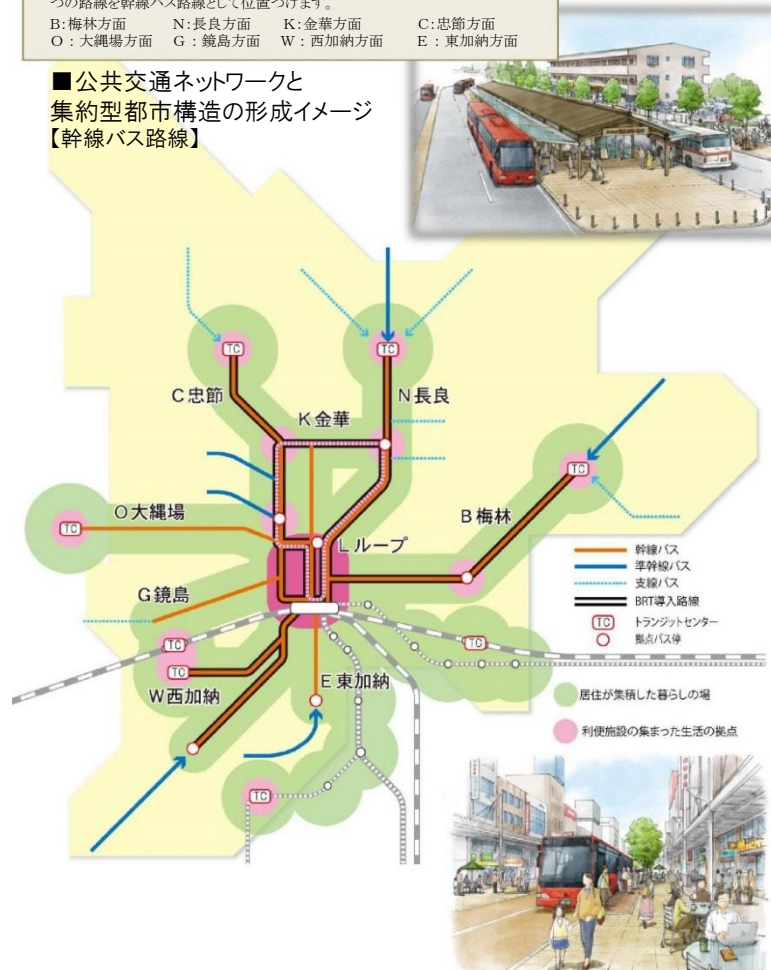 つの路線を幹線バス路線として位置づけます。
B:梅林方面 N:長良方面 K:金華方面 C:忠節方面
O:大縄場方面 G:鏡島方面 W:西加納方面 E:東加納方面
■公共交通ネットワークと
集約型都市構造の形成イメージ
【幹線バス路線】
TC
TC
C忠節
N長良
K金華
TC
O大縄場
B梅林
TC
Lループ
幹線バス
準幹線バス
支線バス
BRT導入路線
TC トランジットセンター
拠点バス停
G鏡島
TC
TC
TC
W西加納
E東加納
居住が集積した暮らしの場
利便施設の集まった生活の拠点
TC